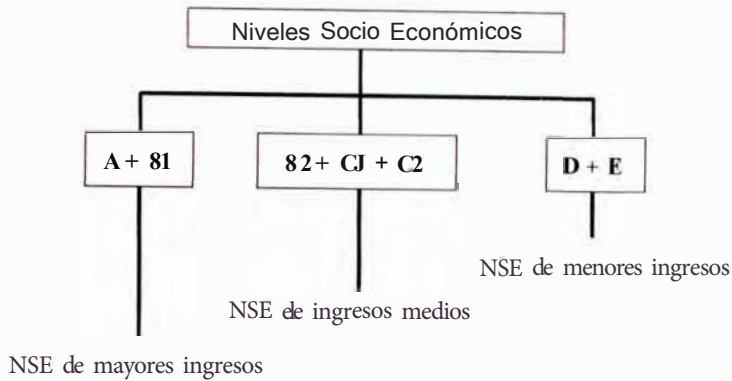 Niveles Socio Económicos
A + 81
82 + CJ + C2
D + E
NSE de menores ingresos
NSE de ingresos medios
NSE de mayores ingresos